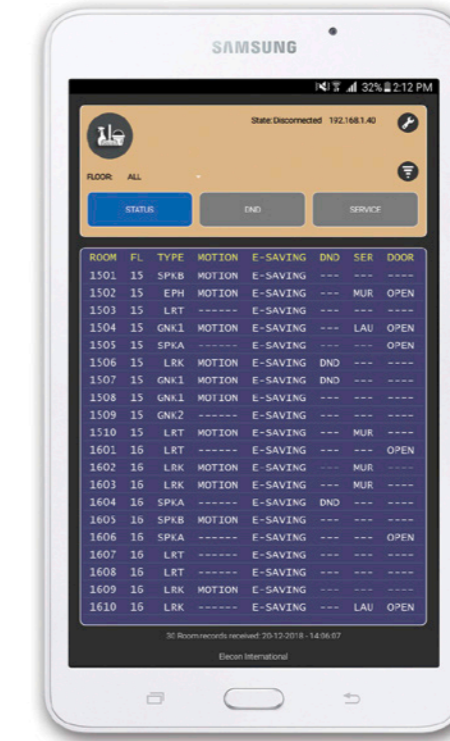 SAMSUNG
32% 2:12 PM
State: Disconnected 192.168.1.40
FLOOR: ALL
STATUS DND SERVICE
ROOM FL TYPE MOTION E-SAVING DND SER DOOR
1501 15 SPKB MOTION E-SAVING --- --- ----
1502 15 EPH MOTION E-SAVING --- MUR OPEN
1503 15 LRT ------ E-SAVING --- --- ----
1504 15 GNK1 MOTION E-SAVING --- LAU OPEN
1505 15 SPKA ------ E-SAVING --- --- OPEN
1506 15 LRK MOTION E-SAVING DND --- ----
1507 15 GNK1 MOTION E-SAVING DND --- ----
1508 15 GNK1 MOTION E-SAVING --- --- ----
1509 15 GNK2 ------ E-SAVING --- --- ----
1510 15 LRT MOTION E-SAVING --- MUR ----
1601 16 LRT ------ E-SAVING --- --- OPEN
1602 16 LRK MOTION E-SAVING --- MUR ----
1603 16 LRK MOTION E-SAVING --- MUR ----
1604 16 SPKA ------ E-SAVING DND --- ----
1605 16 SPKB MOTION E-SAVING --- --- ----
1606 16 SPKA ------ E-SAVING --- --- OPEN
1607 16 LRT ------ E-SAVING --- --- ----
1608 16 LRT ------ E-SAVING --- --- ----
1609 16 LRK MOTION E-SAVING --- --- ----
1610 16 LRK ------ E-SAVING --- LAU OPEN
30 Room records received: 20-12-2018 - 14:06:07
Elecon International